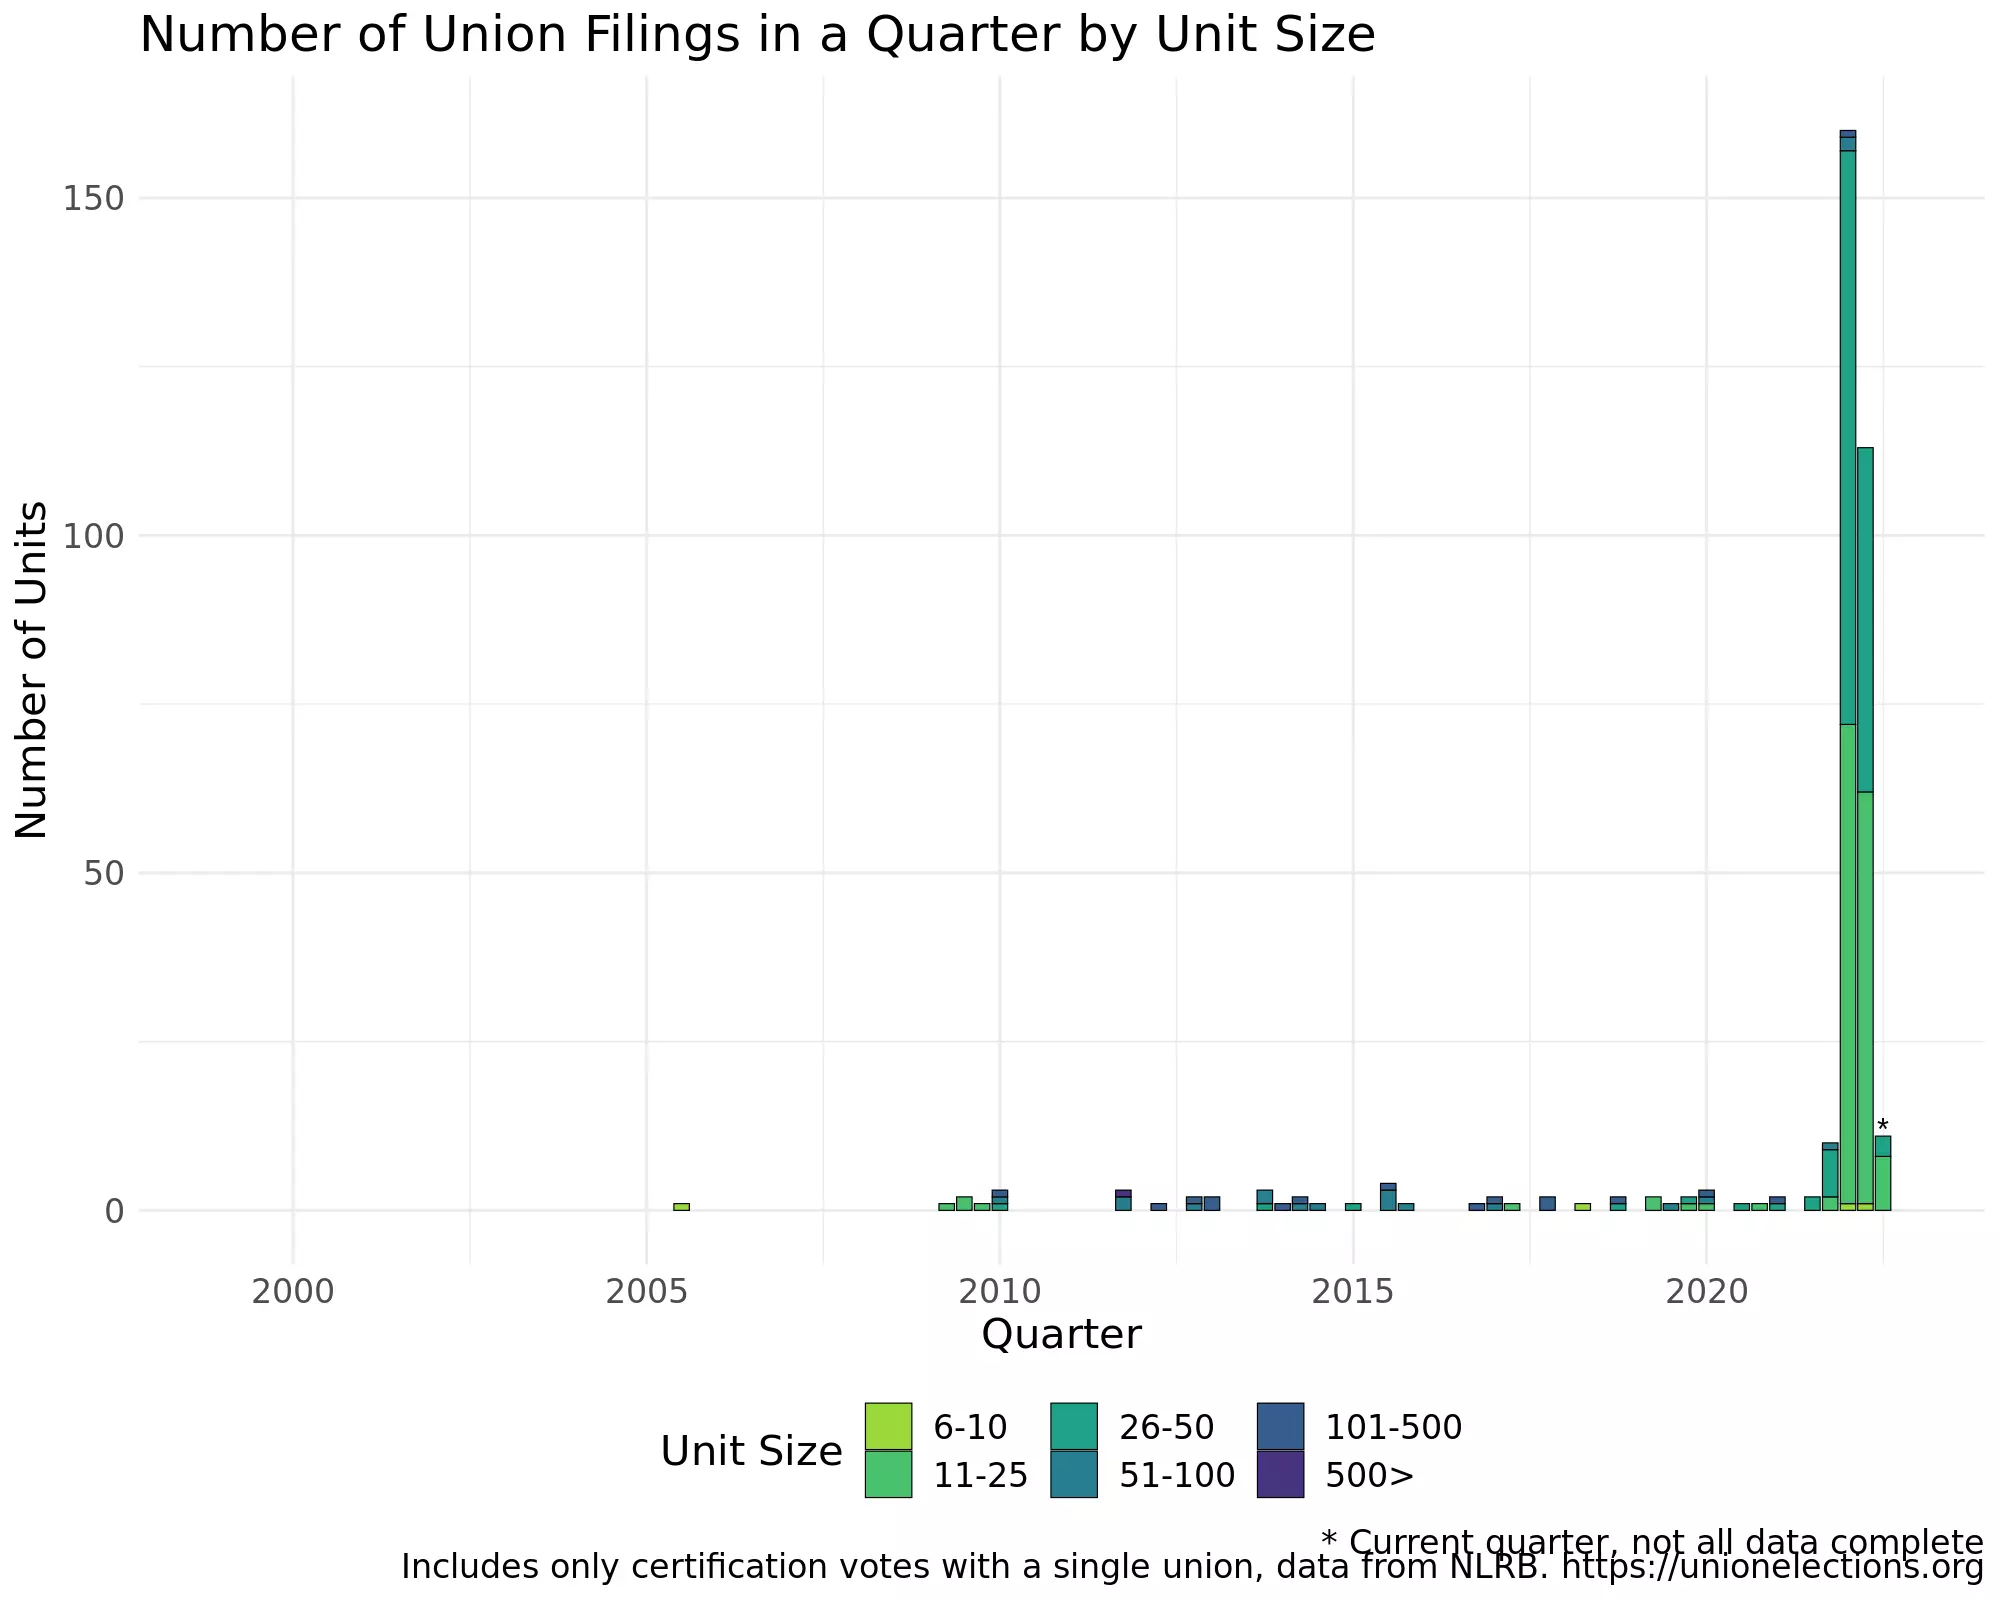 Number of Union Filings in a Quarter by Unit Size
Number of Units
150
100
50
0
*
2000 2005 2010 2015 2020
Quarter
Unit Size
6-10 26-50 101-500
11-25 51-100 500>
* Current quarter, not all data complete
Includes only certification votes with a single union, data from NLRB. https://unionelections.org